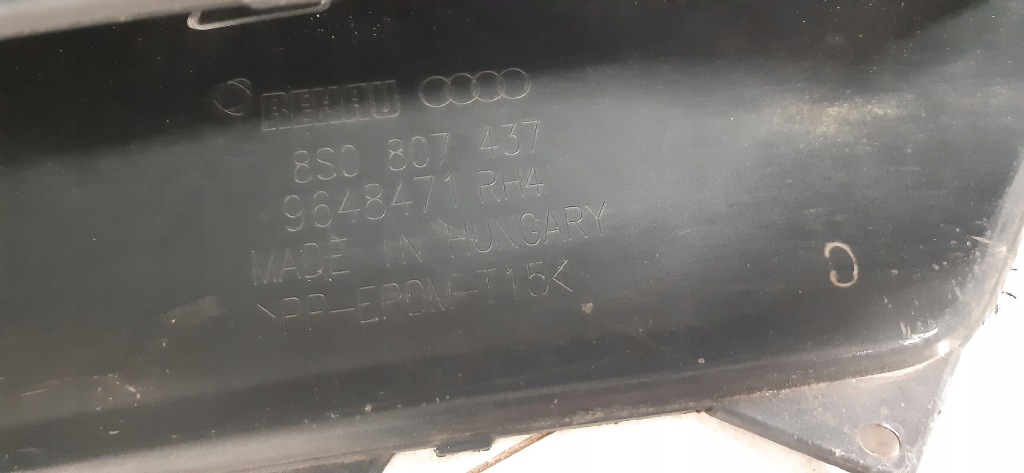 REHAU
8S0 807 437
9648471 RH4
MADE IN HUNGARY
>PP-EPDM-T15<